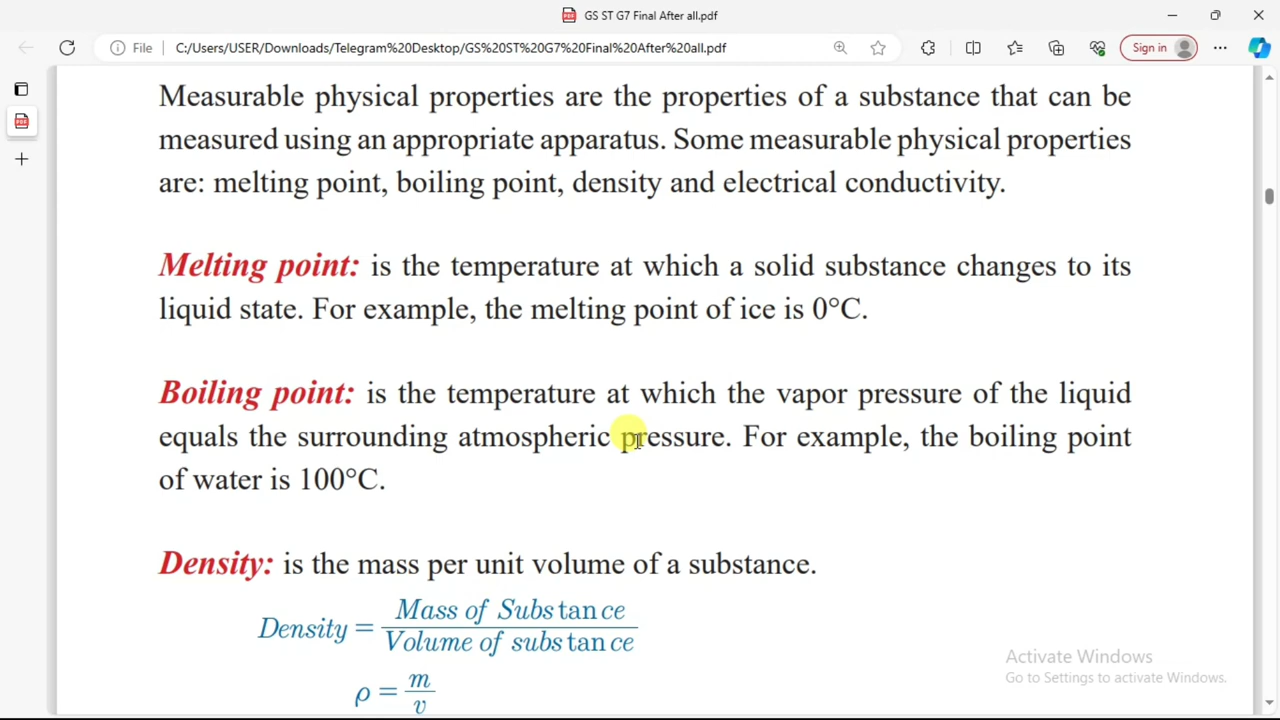 GS ST G7 Final After all.pdf
File
C:/Users/USER/Downloads/Telegram%20Desktop/GS%20ST%20G7%20Final%20After%20all.pdf
Sign in
Measurable physical properties are the properties of a substance that can be
measured using an appropriate apparatus. Some measurable physical properties
are: melting point, boiling point, density and electrical conductivity.
Melting point: is the temperature at which a solid substance changes to its
liquid state. For example, the melting point of ice is 0°C.
Boiling point: is the temperature at which the vapor pressure of the liquid
equals the surrounding atmospheric pressure. For example, the boiling point
of water is 100°C.
Density: is the mass per unit volume of a substance.
Density = Mass of Substance / Volume of substance
ρ = m / v
Activate Windows
Go to Settings to activate Windows.